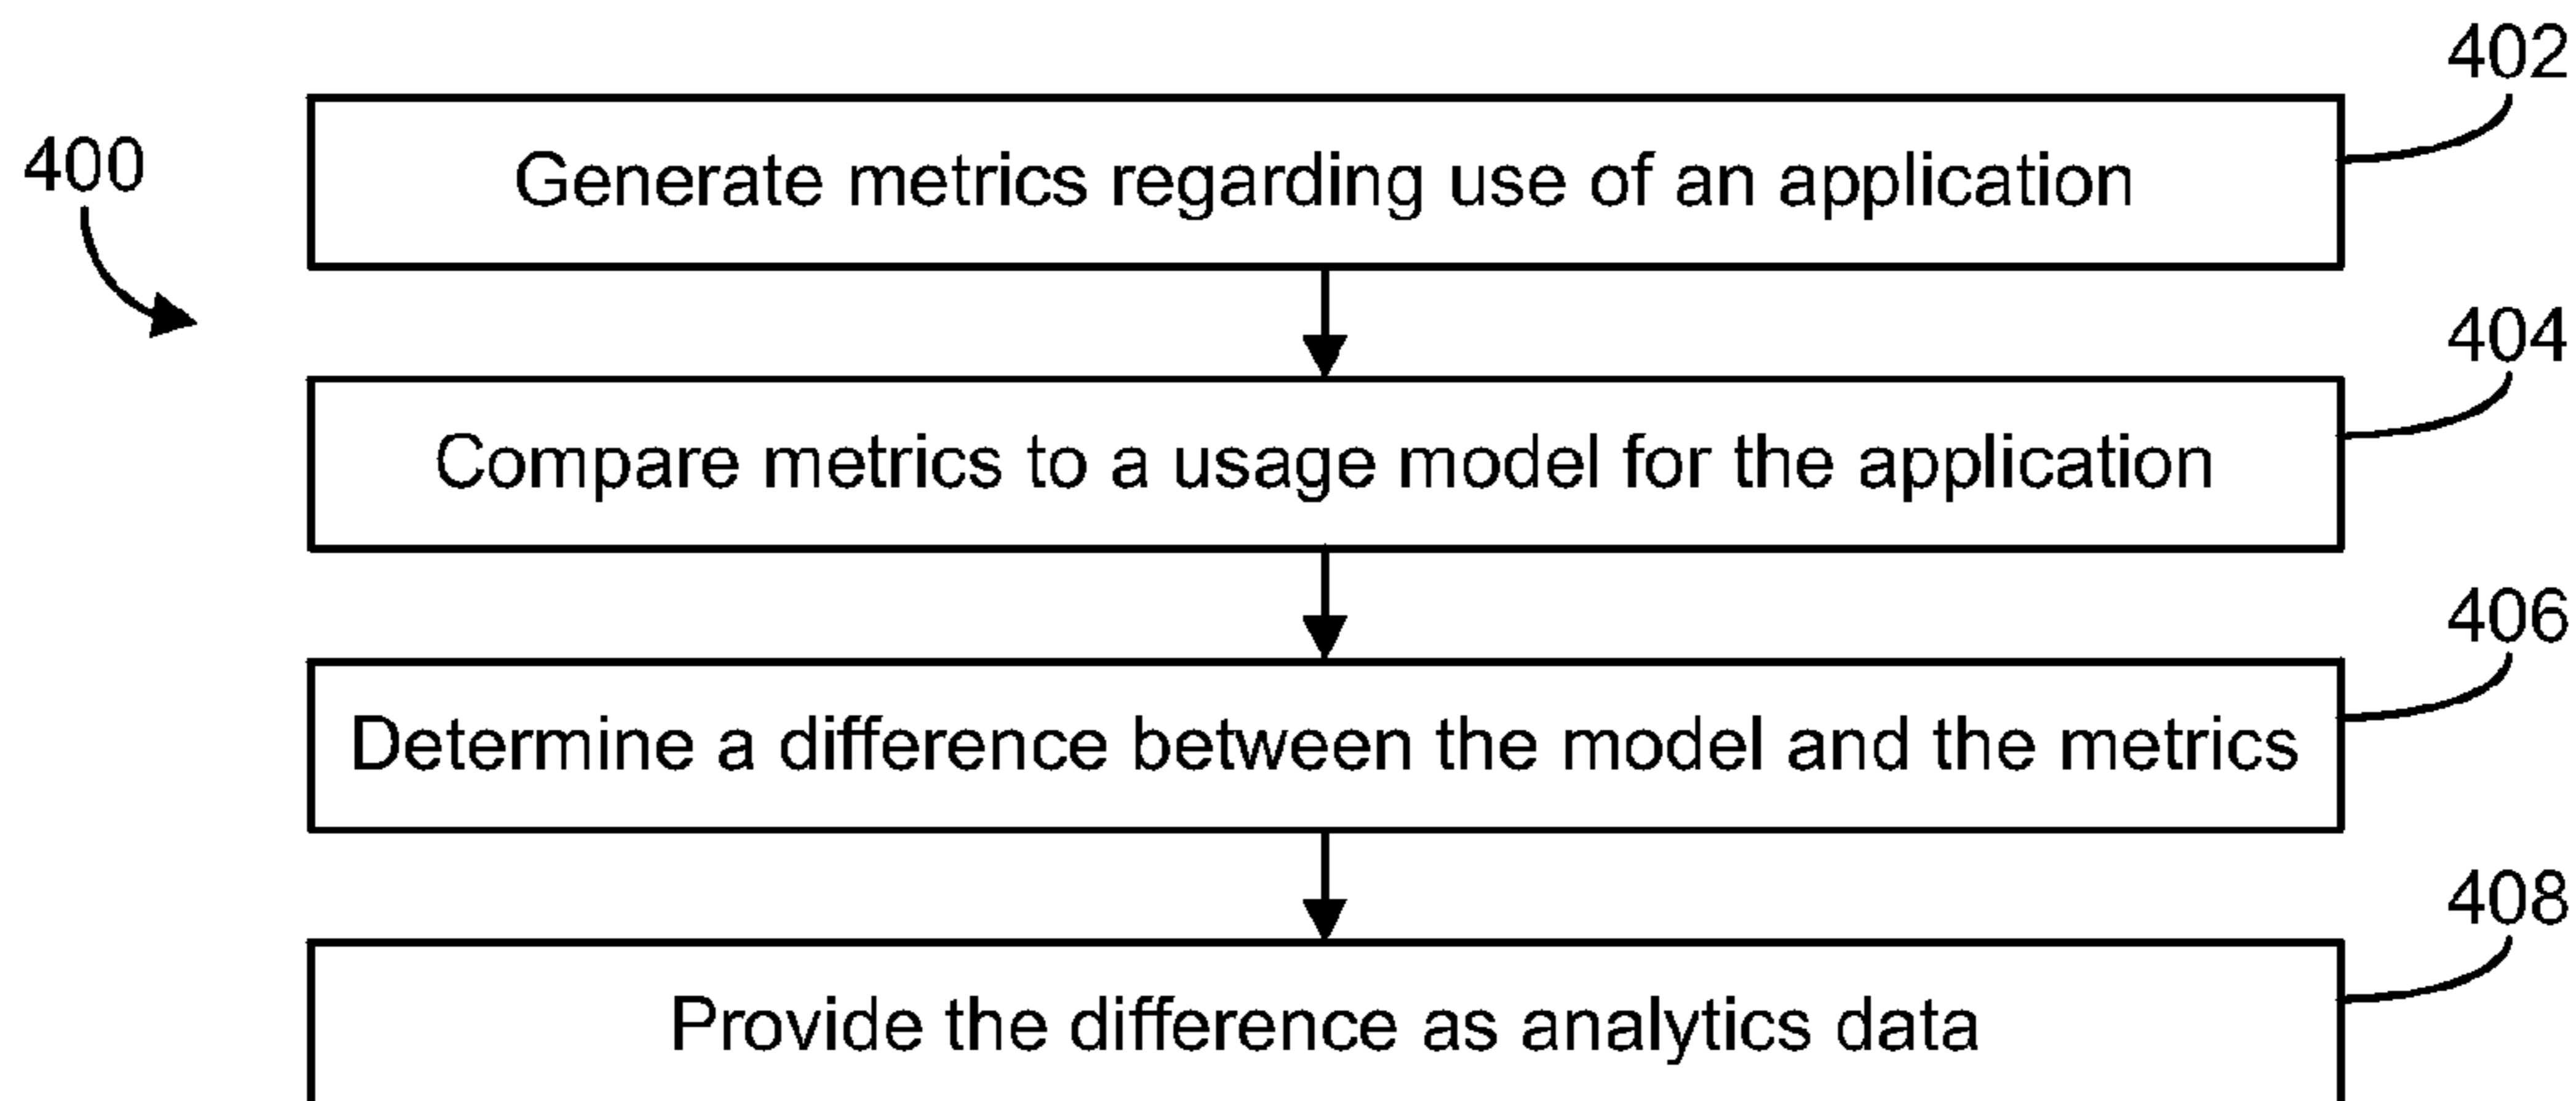 402
400
Generate metrics regarding use of an application
404
Compare metrics to a usage model for the application
406
Determine a difference between the model and the metrics
408
Provide the difference as analytics data